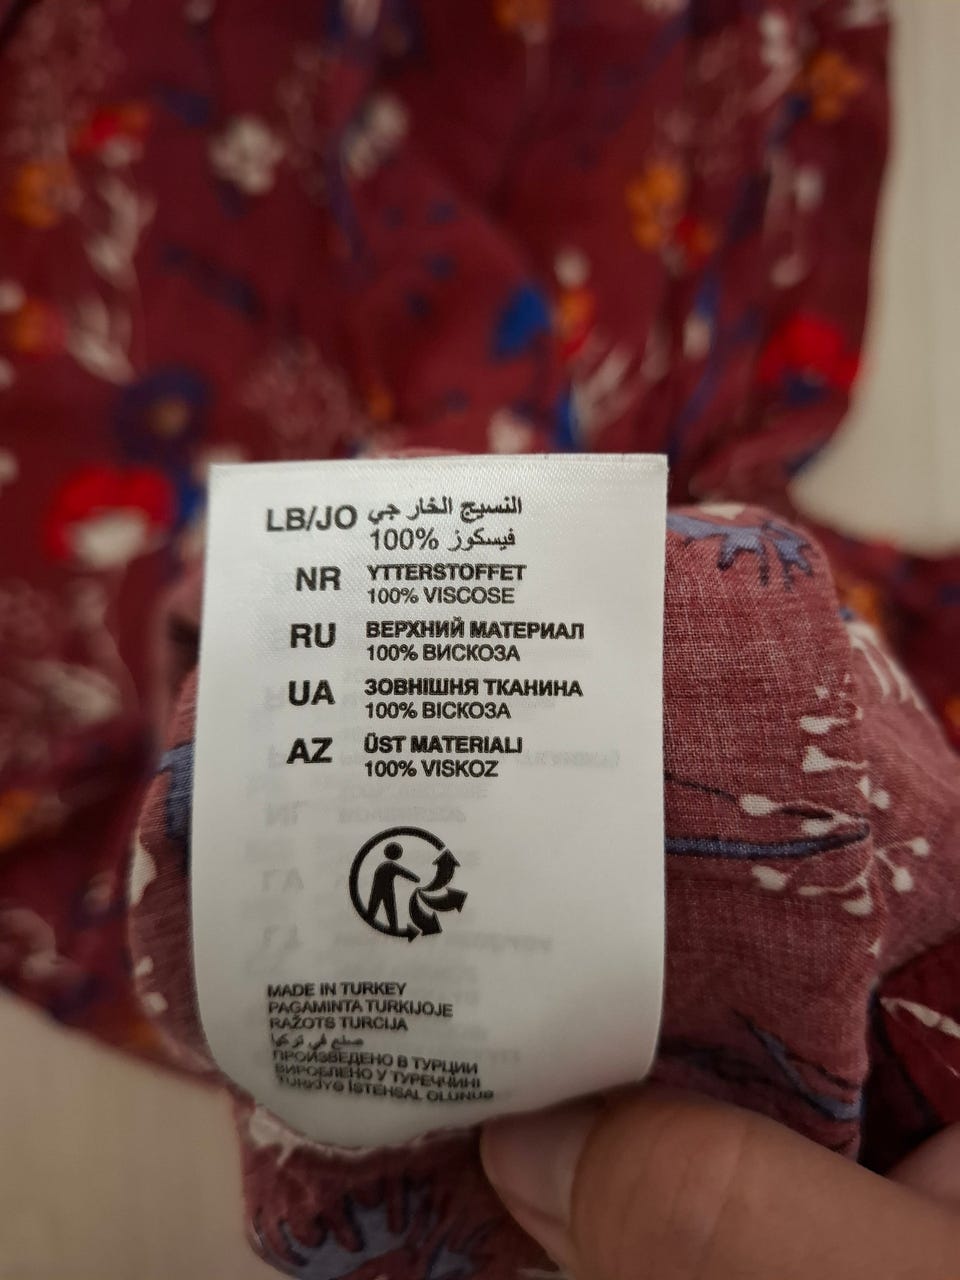 LB/JO النسيج الخارجي
100% فيسكوز
NR YTTERSTOFFET
100% VISCOSE
RU ВЕРХНИЙ МАТЕРИАЛ
100% ВИСКОЗА
UA ЗОВНІШНЯ ТКАНИНА
100% ВІСКОЗА
AZ ÜST MATERIALI
100% VISKOZ
MADE IN TURKEY
PAGAMINTA TURKIJOJE
RAŽOTS TURCIJA
صنع في تركيا
ПРОИЗВЕДЕНО В ТУРЦИИ
ВИРОБЛЕНО У ТУРЕЧЧИНІ
İSTEHSAL OLUNUB